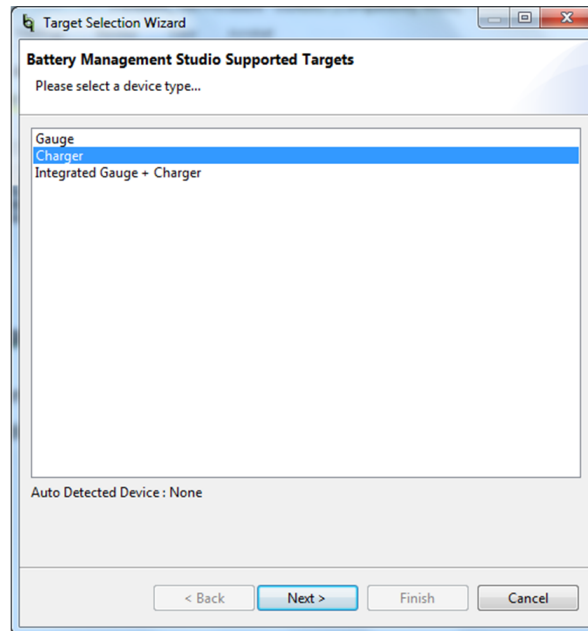 Target Selection Wizard
Battery Management Studio Supported Targets
Please select a device type...
Gauge
Charger
Integrated Gauge + Charger
Auto Detected Device : None
< Back Next > Finish Cancel